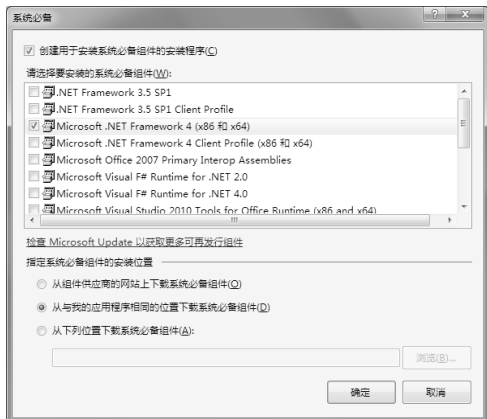 系统必备
创建用于安装系统必备组件的安装程序(C)
请选择要安装的系统必备组件(W):
.NET Framework 3.5 SP1
.NET Framework 3.5 SP1 Client Profile
Microsoft .NET Framework 4 (x86 和 x64)
Microsoft .NET Framework 4 Client Profile (x86 和 x64)
Microsoft Office 2007 Primary Interop Assemblies
Microsoft Visual F# Runtime for .NET 2.0
Microsoft Visual F# Runtime for .NET 4.0
Microsoft Visual Studio 2010 Tools for Office Runtime (x86 and x64)
检查 Microsoft Update 以获取更多可再发行组件
指定系统必备组件的安装位置
从组件供应商的网站上下载系统必备组件(O)
从与我的应用程序相同的位置下载系统必备组件(D)
从下列位置下载系统必备组件(A):
浏览(B)...
确定 取消